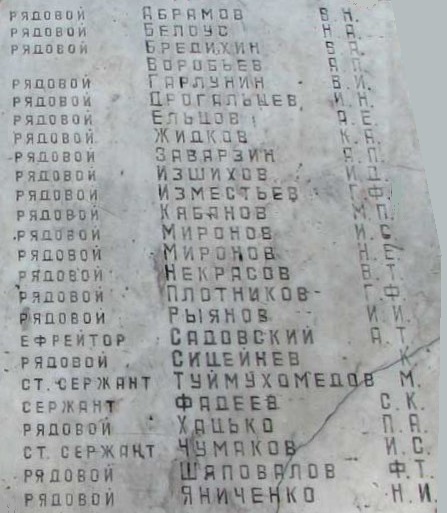 РЯДОВОЙ АБРАМОВ В. Н.
РЯДОВОЙ БЕЛОУС Н. А.
РЯДОВОЙ БРЕДИХИН В. А.
ВОРОБЬЕВ А. П.
РЯДОВОЙ ГАРЛУНИН В. И.
РЯДОВОЙ ДРОГАЛЬЦЕВ И. Н.
РЯДОВОЙ ЕЛЬЦОВ А. Е.
РЯДОВОЙ ЖИДКОВ К. А.
РЯДОВОЙ ЗАВАРЗИН Я. П.
РЯДОВОЙ ИЗШИХОВ И. Д.
РЯДОВОЙ ИЗМЕСТЬЕВ Г. Ф.
РЯДОВОЙ КАБАНОВ М. П.
РЯДОВОЙ МИРОНОВ И. С.
РЯДОВОЙ МИРОНОВ Н. Е.
РЯДОВОЙ НЕКРАСОВ В. Т.
РЯДОВОЙ ПЛОТНИКОВ Г. Ф.
РЯДОВОЙ РЫЯНОВ И. И.
ЕФРЕЙТОР САДОВСКИЙ А. Т
РЯДОВОЙ СИЦЕЙНЕВ К
СТ. СЕРЖАНТ ТУЙМУХОМЕДОВ М.
СЕРЖАНТ ФАДЕЕВ С. К.
РЯДОВОЙ ХАЦЬКО П. А.
СТ. СЕРЖАНТ ЧУМАКОВ И. С.
РЯДОВОЙ ШАПОВАЛОВ Ф. Т.
РЯДОВОЙ ЯНИЧЕНКО Н. И.